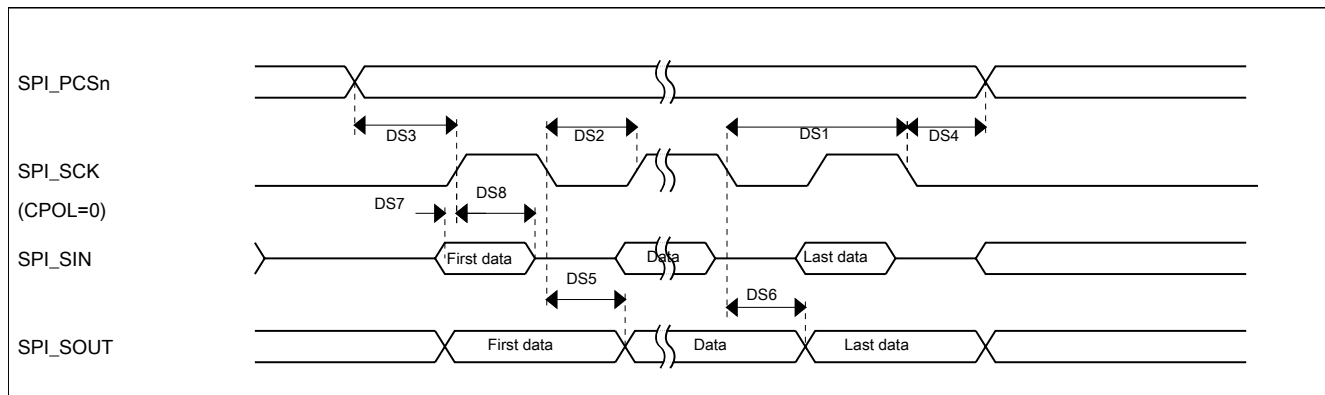 SPI_PCSn
DS3
DS2
DS1
DS4
SPI_SCK
(CPOL=0)
DS7
DS8
SPI_SIN
First data
Data
Last data
DS5
DS6
SPI_SOUT
First data
Data
Last data